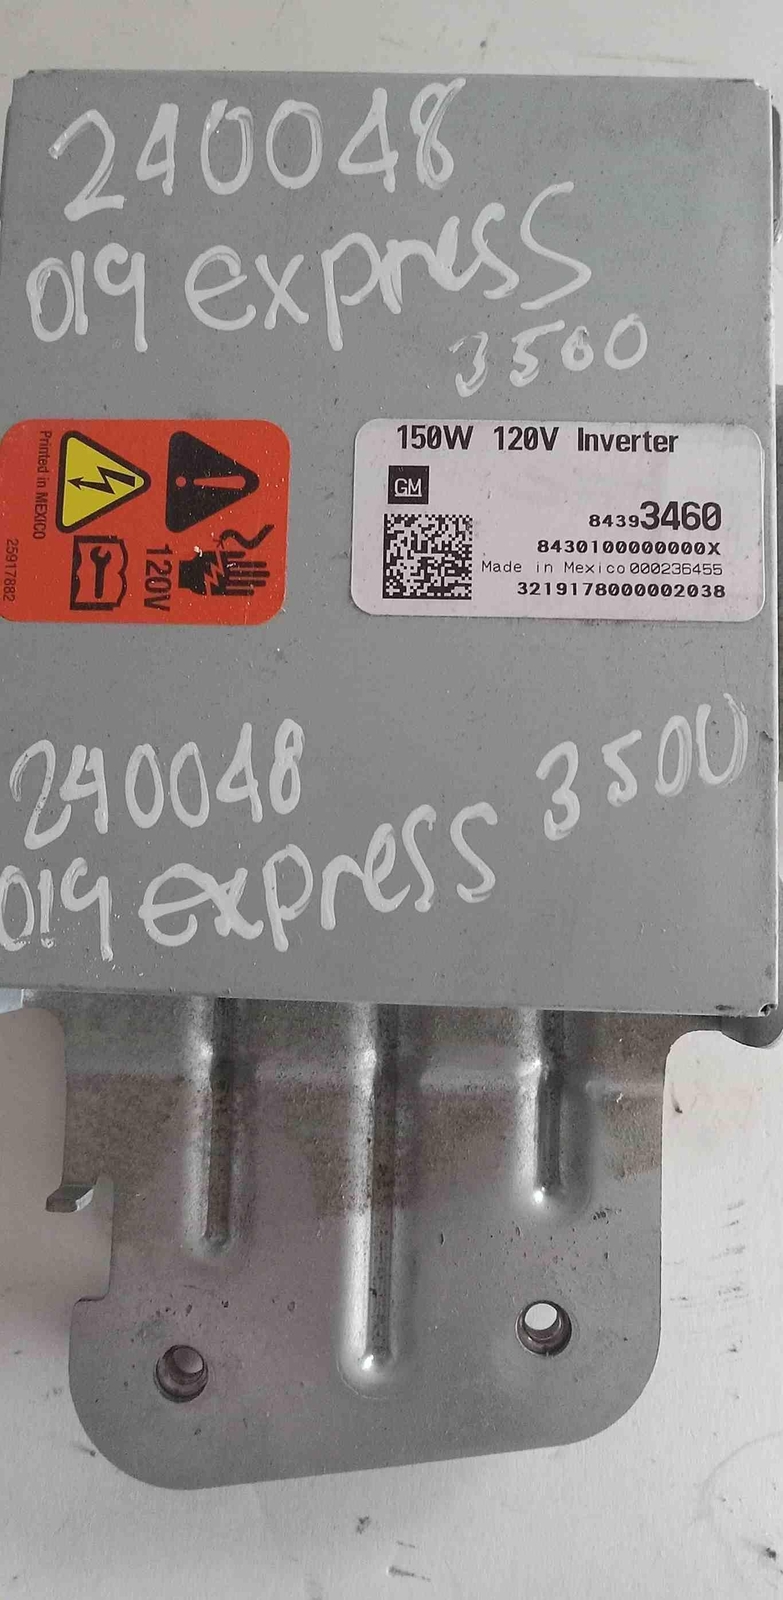 240048
019 express
3500
Printed in MEXICO
25917882
120V
150W 120V Inverter
GM
84393460
8430100000000X
Made in Mexico 000236455
3219178000002038
240048
019 express 3500